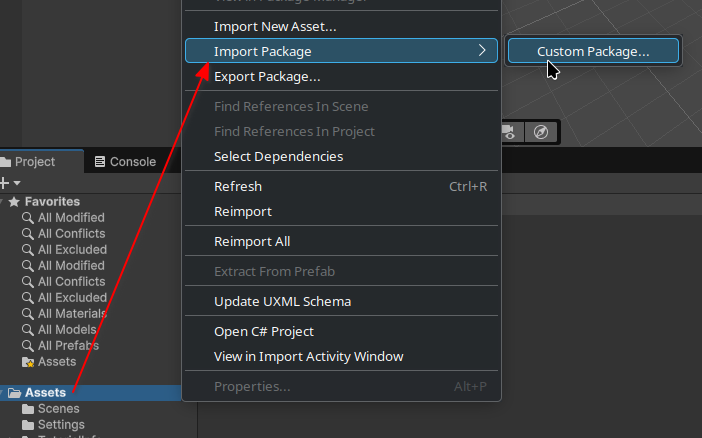 View in Package Manager
Import New Asset...
Import Package
Custom Package...
Export Package...
Find References In Scene
Find References In Project
Select Dependencies
Refresh Ctrl+R
Reimport
Reimport All
Extract From Prefab
Update UXML Schema
Open C# Project
View in Import Activity Window
Properties... Alt+P
Project Console
Favorites
All Modified
All Conflicts
All Excluded
All Modified
All Conflicts
All Excluded
All Materials
All Models
All Prefabs
Assets
Assets
Scenes
Settings